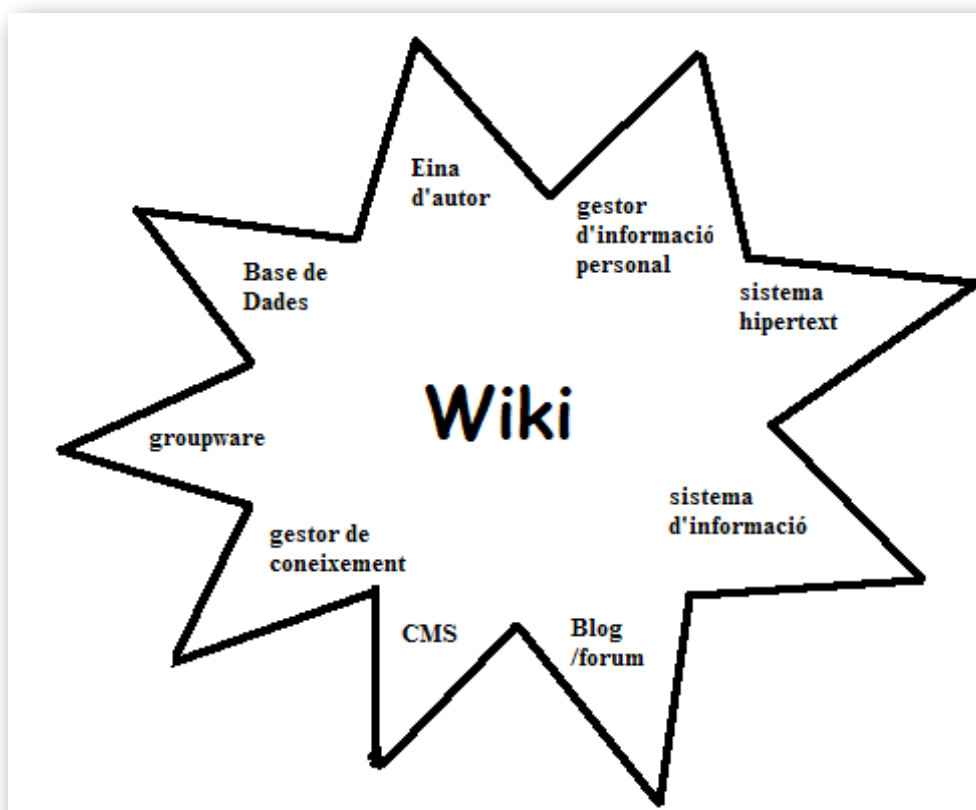 Eina
d'autor
gestor
d'informació
personal
Base de
Dades
sistema
hipertext
Wiki
groupware
sistema
d'informació
gestor de
coneixement
CMS
Blog
/forum